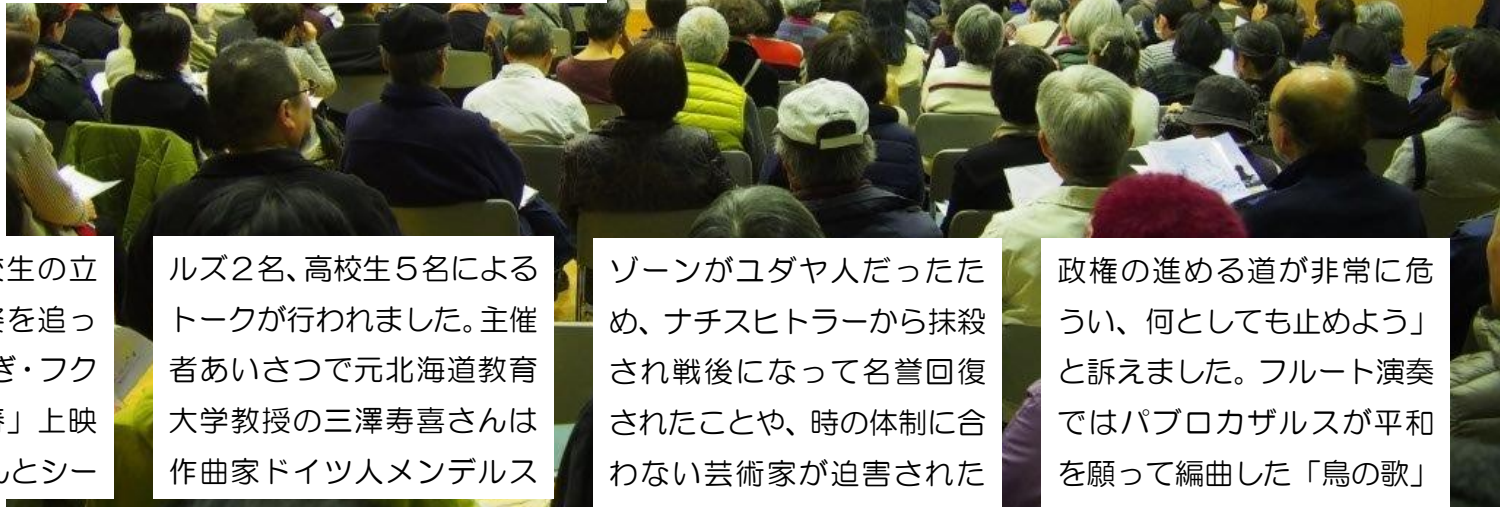 生の立
を追っ
・フク
」上映
とシー
ルズ２名、高校生５名による
トークが行われました。主催
者あいさつで元北海道教育
大学教授の三澤寿喜さんは
作曲家ドイツ人メンデルス
ゾーンがユダヤ人だったた
め、ナチスヒトラーから抹殺
され戦後になって名誉回復
されたことや、時の体制に合
わない芸術家が迫害された
政権の進める道が非常に危
うい、何としても止めよう」
と訴えました。フルート演奏
ではパブロカザルスが平和
を願って編曲した「鳥の歌」